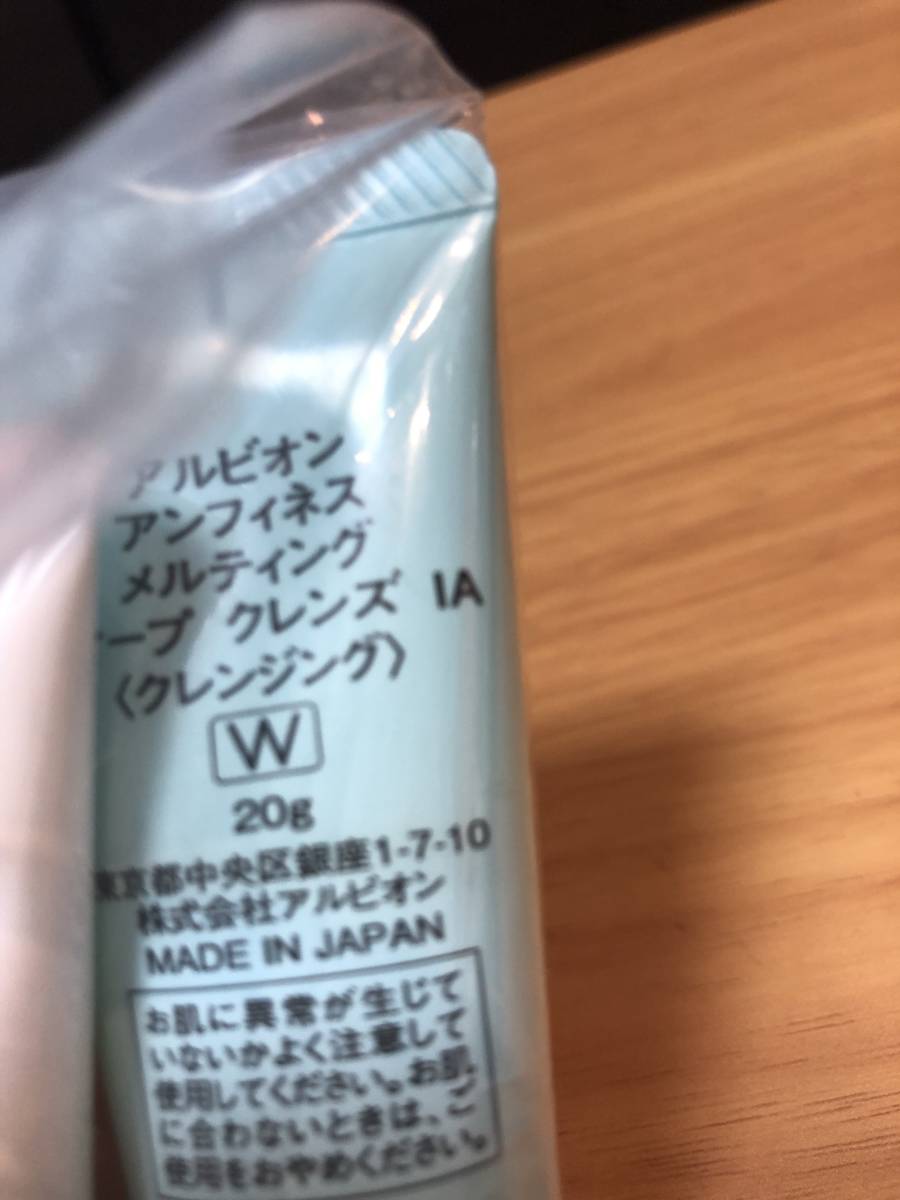 アルビオン
アンフィネス
メルティング
ープ クレンズ IA
〈クレンジング〉
W
20g
東京都中央区銀座1-7-10
株式会社アルビオン
MADE IN JAPAN
お肌に異常が生じて
いないかよく注意して
使用してください。お肌
に合わないときは、ご
使用をおやめください。